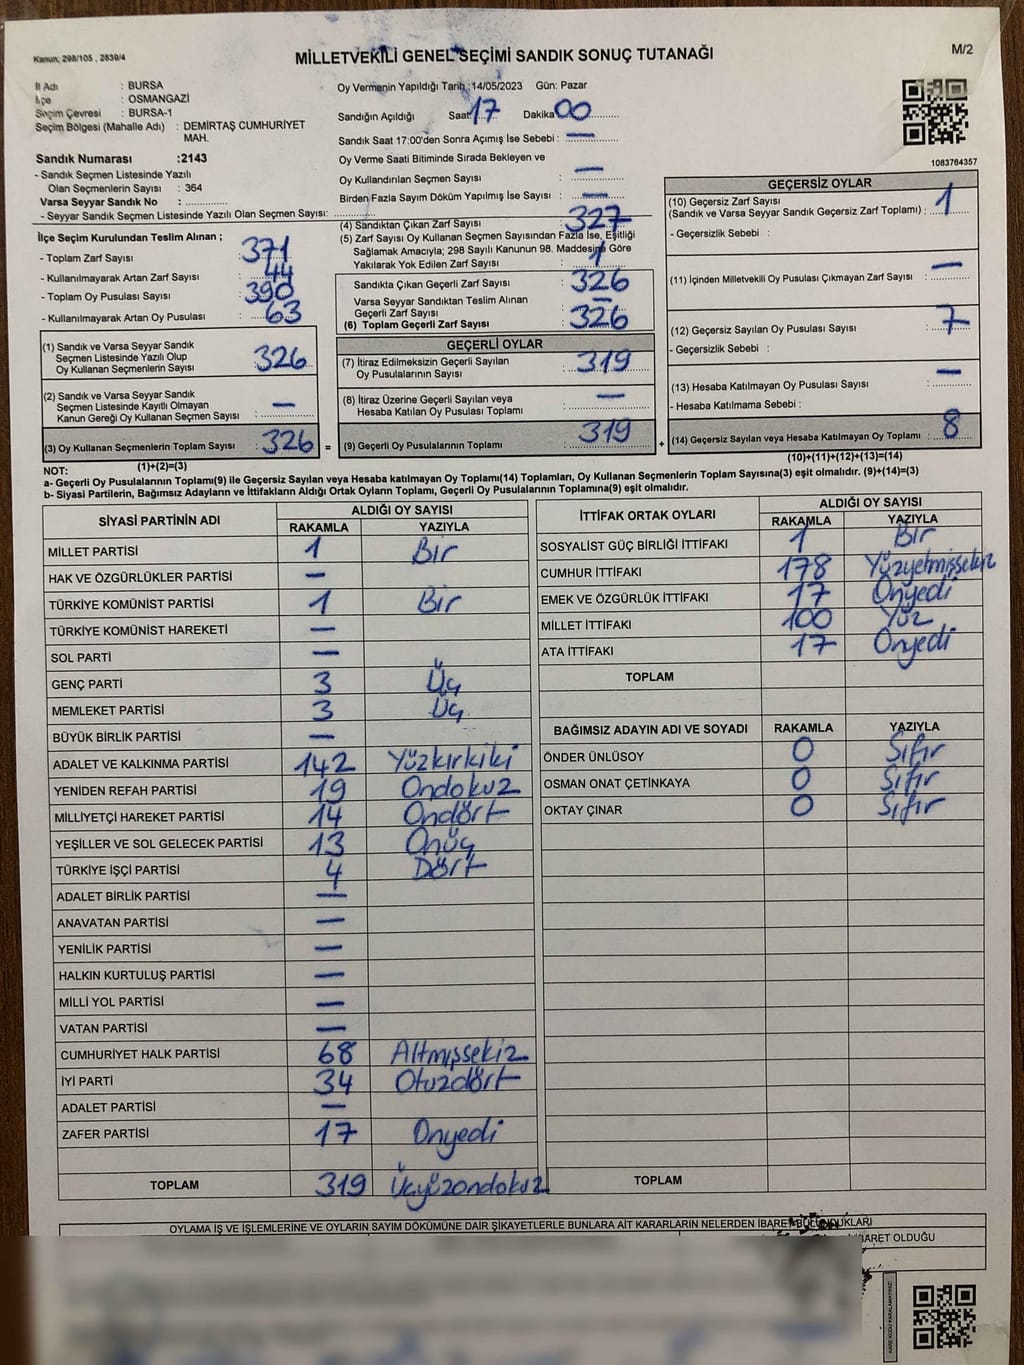 Kanun; 298/105 , 2839/4
MİLLETVEKİLİ GENEL SEÇİMİ SANDIK SONUÇ TUTANAĞI
M/2
İl Adı : BURSA
İlçe : OSMANGAZİ
Seçim Çevresi : BURSA-1
Seçim Bölgesi (Mahalle Adı) : DEMİRTAŞ CUMHURİYET
MAH.
Sandık Numarası :2143
- Sandık Seçmen Listesinde Yazılı
Olan Seçmenlerin Sayısı : 364
Varsa Seyyar Sandık No :
- Seyyar Sandık Seçmen Listesinde Yazılı Olan Seçmen Sayısı:
Oy Vermenin Yapıldığı Tarih :14/05/2023 Gün: Pazar
Sandığın Açıldığı Saat 17 Dakika 00
Sandık Saat 17:00'den Sonra Açımış İse Sebebi : —
Oy Verme Saati Bitiminde Sırada Bekleyen ve
Oy Kullandırılan Seçmen Sayısı : —
Birden Fazla Sayım Döküm Yapılmış İse Sayısı : —
1083764357
İlçe Seçim Kurulundan Teslim Alınan ;
- Toplam Zarf Sayısı : 371
- Kullanılmayarak Artan Zarf Sayısı : 44
- Toplam Oy Pusulası Sayısı : 390
- Kullanılmayarak Artan Oy Pusulası : 63
(4) Sandıktan Çıkan Zarf Sayısı : 327
(5) Zarf Sayısı Oy Kullanan Seçmen Sayısından Fazla İse, Eşitliği
Sağlamak Amacıyla; 298 Sayılı Kanunun 98. Maddesine Göre
Yakılarak Yok Edilen Zarf Sayısı : 1
Sandıkta Çıkan Geçerli Zarf Sayısı : 326
Varsa Seyyar Sandıktan Teslim Alınan
Geçerli Zarf Sayısı : —
(6) Toplam Geçerli Zarf Sayısı : 326
GEÇERSİZ OYLAR
(10) Geçersiz Zarf Sayısı
(Sandık ve Varsa Seyyar Sandık Geçersiz Zarf Toplamı) : 1
- Geçersizlik Sebebi :
(11) İçinden Milletvekili Oy Pusulası Çıkmayan Zarf Sayısı : —
(12) Geçersiz Sayılan Oy Pusulası Sayısı : 7
- Geçersizlik Sebebi :
(13) Hesaba Katılmayan Oy Pusulası Sayısı : —
- Hesaba Katılmama Sebebi :
(14) Geçersiz Sayılan veya Hesaba Katılmayan Oy Toplamı : 8
(10)+(11)+(12)+(13)=(14)
(1) Sandık ve Varsa Seyyar Sandık
Seçmen Listesinde Yazılı Olup
Oy Kullanan Seçmenlerin Sayısı : 326
(2) Sandık ve Varsa Seyyar Sandık
Seçmen Listesinde Kayıtlı Olmayan
Kanun Gereği Oy Kullanan Seçmen Sayısı : —
(3) Oy Kullanan Seçmenlerin Toplam Sayısı : 326 =
(1)+(2)=(3)
GEÇERLİ OYLAR
(7) İtiraz Edilmeksizin Geçerli Sayılan
Oy Pusulalarının Sayısı : 319
(8) İtiraz Üzerine Geçerli Sayılan veya
Hesaba Katılan Oy Pusulası Toplamı : —
(9) Geçerli Oy Pusulalarının Toplamı : 319 +
NOT:
a- Geçerli Oy Pusulalarının Toplamı(9) ile Geçersiz Sayılan veya Hesaba katılmayan Oy Toplamı(14) Toplamları, Oy Kullanan Seçmenlerin Toplam Sayısına(3) eşit olmalıdır. (9)+(14)=(3)
b- Siyasi Partilerin, Bağımsız Adayların ve İttifakların Aldığı Ortak Oyların Toplamı, Geçerli Oy Pusulalarının Toplamına(9) eşit olmalıdır.
SİYASİ PARTİNİN ADI ALDIĞI OY SAYISI
RAKAMLA YAZIYLA
MİLLET PARTİSİ 1 Bir
HAK VE ÖZGÜRLÜKLER PARTİSİ —
TÜRKİYE KOMÜNİST PARTİSİ 1 Bir
TÜRKİYE KOMÜNİST HAREKETİ —
SOL PARTİ —
GENÇ PARTİ 3 Üç
MEMLEKET PARTİSİ 3 Üç
BÜYÜK BİRLİK PARTİSİ —
ADALET VE KALKINMA PARTİSİ 142 Yüzkırkiki
YENİDEN REFAH PARTİSİ 19 Ondokuz
MİLLİYETÇİ HAREKET PARTİSİ 14 Ondört
YEŞİLLER VE SOL GELECEK PARTİSİ 13 Onüç
TÜRKİYE İŞÇİ PARTİSİ 4 Dört
ADALET BİRLİK PARTİSİ —
ANAVATAN PARTİSİ —
YENİLİK PARTİSİ —
HALKIN KURTULUŞ PARTİSİ —
MİLLİ YOL PARTİSİ —
VATAN PARTİSİ —
CUMHURİYET HALK PARTİSİ 68 Altmışsekiz
İYİ PARTİ 34 Otuzdört
ADALET PARTİSİ —
ZAFER PARTİSİ 17 Onyedi
TOPLAM 319 Üçyüzondokuz
İTTİFAK ORTAK OYLARI ALDIĞI OY SAYISI
RAKAMLA YAZIYLA
SOSYALİST GÜÇ BİRLİĞİ İTTİFAKI 1 Bir
CUMHUR İTTİFAKI 178 Yüzyetmişsekiz
EMEK VE ÖZGÜRLÜK İTTİFAKI 17 Onyedi
MİLLET İTTİFAKI 100 Yüz
ATA İTTİFAKI 17 Onyedi
TOPLAM
BAĞIMSIZ ADAYIN ADI VE SOYADI RAKAMLA YAZIYLA
ÖNDER ÜNLÜSOY 0 Sıfır
OSMAN ONAT ÇETİNKAYA 0 Sıfır
OKTAY ÇINAR 0 Sıfır
TOPLAM
OYLAMA İŞ VE İŞLEMLERİNE VE OYLARIN SAYIM DÖKÜMÜNE DAİR ŞİKAYETLERLE BUNLARA AİT KARARLARIN NELERDEN İBARET BULUNDUKLARI
İBARET OLDUĞU
KARE KODU KARALAMAYINIZ!